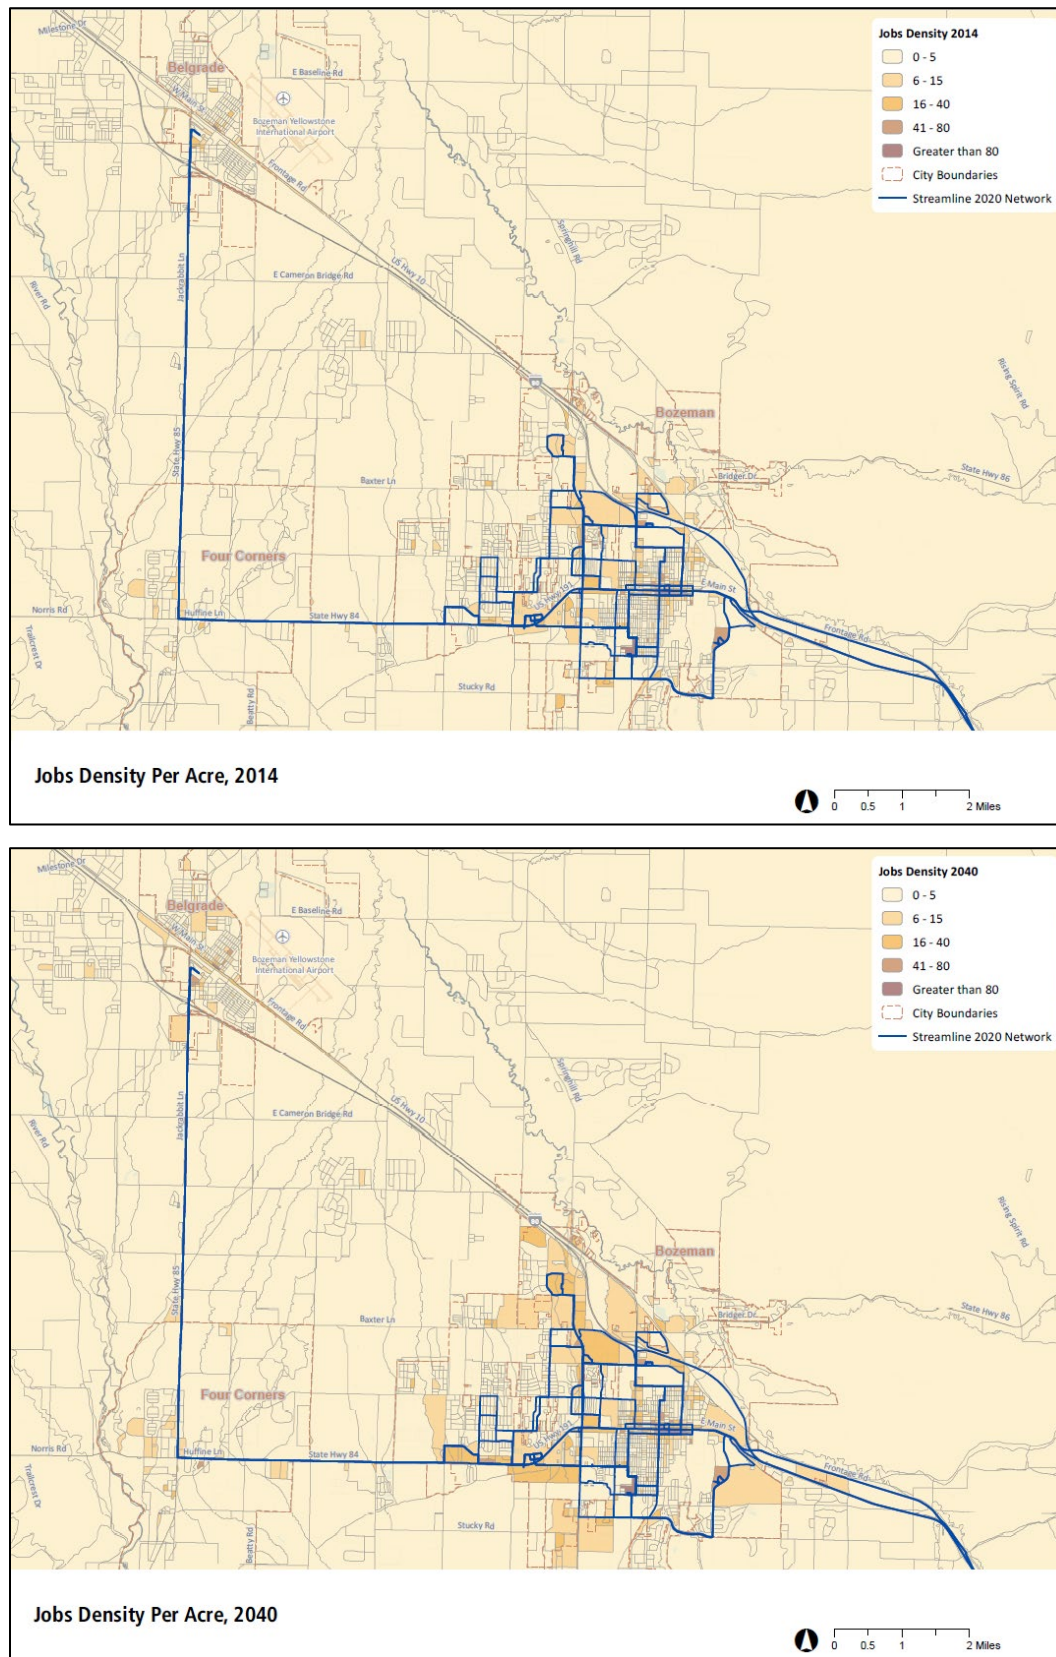 Milestone Dr
Belgrade
E Baseline Rd
W Main St
Bozeman Yellowstone
International Airport
Frontage Rd
Springhill Rd
US Hwy 10
E Cameron Bridge Rd
Jackrabbit Ln
River Rd
Rising Spirit Rd
Bozeman
State Hwy 85
Baxter Ln
Bridger Dr
State Hwy 86
Four Corners
US Hwy 191
E Main St
Norris Rd
Huffine Ln
State Hwy 84
Frontage Rd
Trailcrest Dr
Stucky Rd
Beatty Rd
Jobs Density 2014
0 - 5
6 - 15
16 - 40
41 - 80
Greater than 80
City Boundaries
Streamline 2020 Network
Jobs Density Per Acre, 2014
0 0.5 1 2 Miles
Milestone Dr
Belgrade
E Baseline Rd
W Main St
Bozeman Yellowstone
International Airport
Frontage Rd
Springhill Rd
US Hwy 10
E Cameron Bridge Rd
Jackrabbit Ln
River Rd
Rising Spirit Rd
Bozeman
State Hwy 85
Baxter Ln
Bridger Dr
State Hwy 86
Four Corners
US Hwy 191
E Main St
Norris Rd
Huffine Ln
State Hwy 84
Frontage Rd
Trailcrest Dr
Stucky Rd
Beatty Rd
Jobs Density 2040
0 - 5
6 - 15
16 - 40
41 - 80
Greater than 80
City Boundaries
Streamline 2020 Network
Jobs Density Per Acre, 2040
0 0.5 1 2 Miles